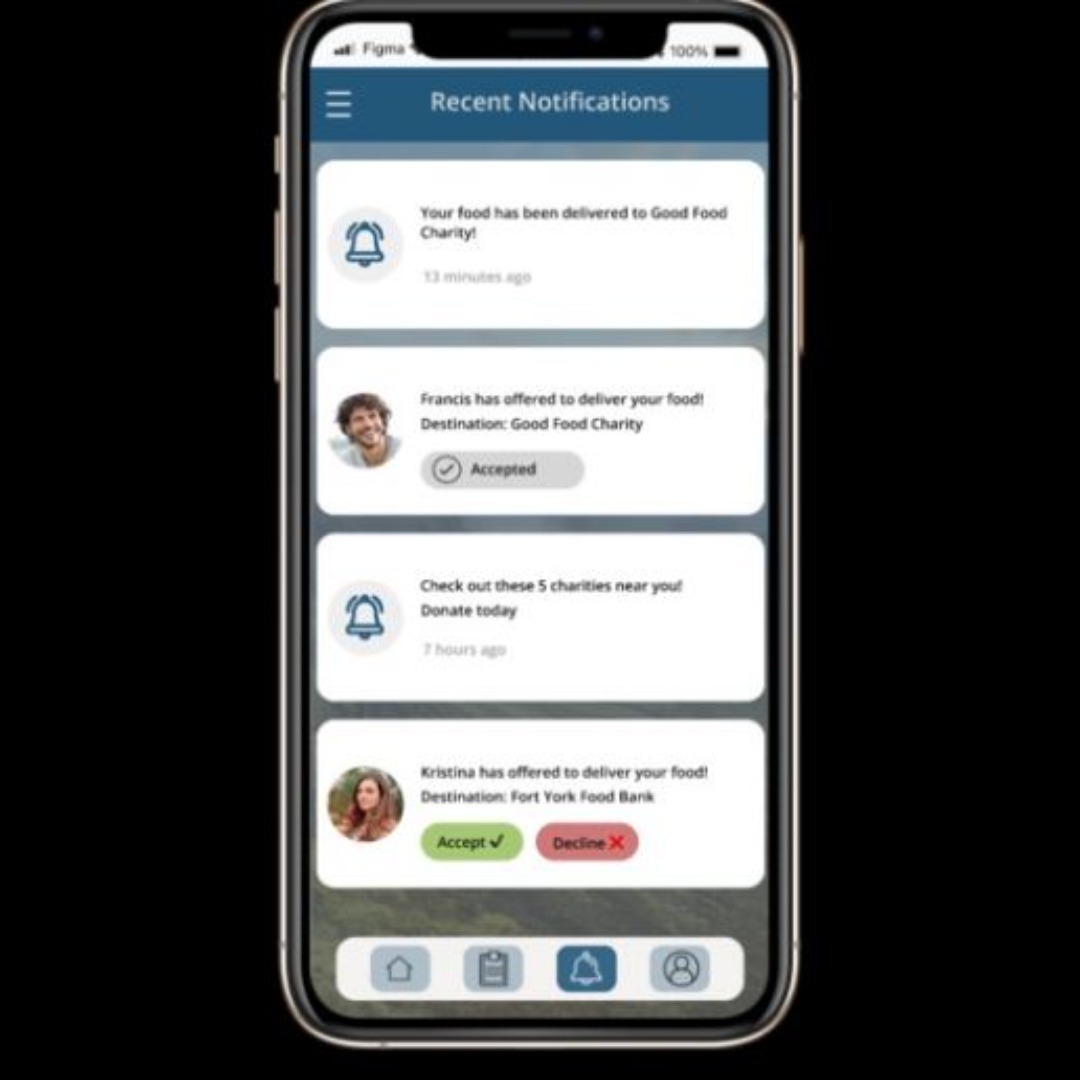 Figma
100%
Recent Notifications
Your food has been delivered to Good Food
Charity!
13 minutes ago
Francis has offered to deliver your food!
Destination: Good Food Charity
Accepted
Check out these 5 charities near you!
Donate today
7 hours ago
Kristina has offered to deliver your food!
Destination: Fort York Food Bank
Accept
Decline